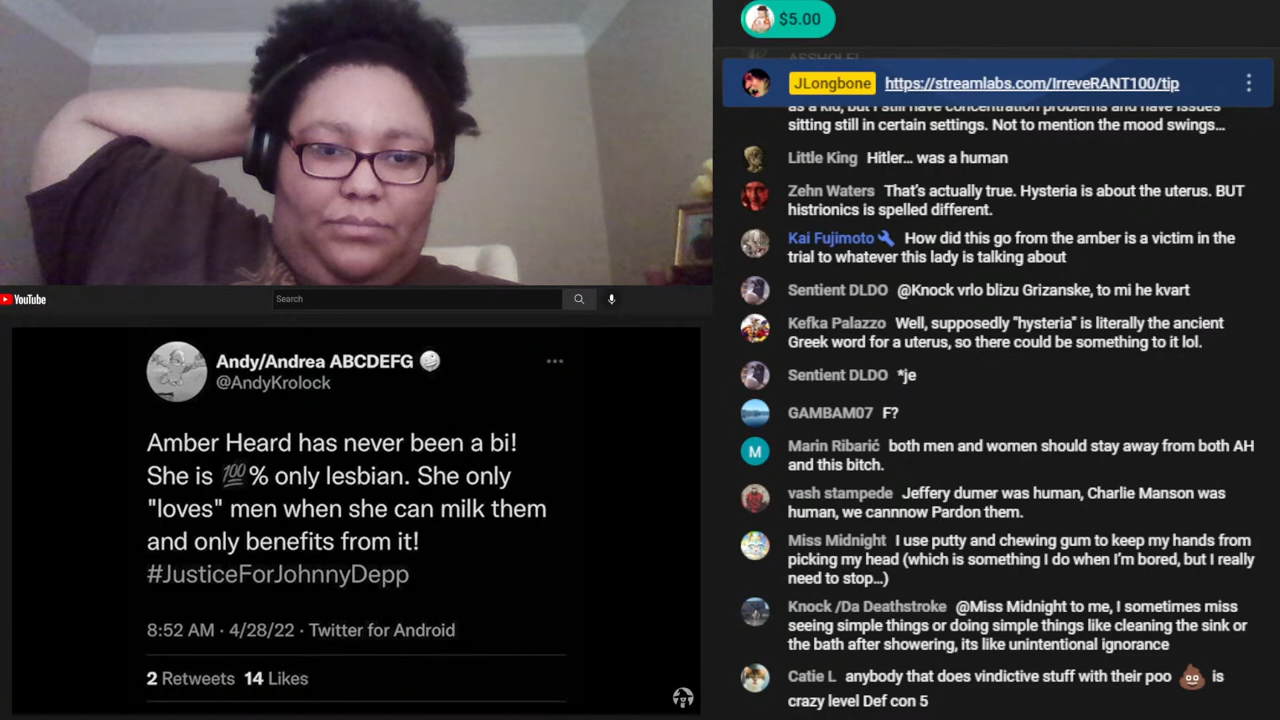 YouTube
Search
Andy/Andrea ABCDEFG
@AndyKrolock
Amber Heard has never been a bi!
She is 💯% only lesbian. She only
"loves" men when she can milk them
and only benefits from it!
#JusticeForJohnnyDepp
8:52 AM · 4/28/22 · Twitter for Android
2 Retweets 14 Likes
$5.00
ASSHOLE!
JLongbone https://streamlabs.com/IrreveRANT100/tip
as a kid, but I still have concentration problems and have issues
sitting still in certain settings. Not to mention the mood swings...
Little King Hitler... was a human
Zehn Waters That's actually true. Hysteria is about the uterus. BUT
histrionics is spelled different.
Kai Fujimoto How did this go from the amber is a victim in the
trial to whatever this lady is talking about
Sentient DLDO @Knock vrlo blizu Grizanske, to mi he kvart
Kefka Palazzo Well, supposedly "hysteria" is literally the ancient
Greek word for a uterus, so there could be something to it lol.
Sentient DLDO *je
GAMBAM07 F?
M
Marin Ribarić both men and women should stay away from both AH
and this bitch.
vash stampede Jeffery dumer was human, Charlie Manson was
human, we cannnow Pardon them.
Miss Midnight I use putty and chewing gum to keep my hands from
picking my head (which is something I do when I'm bored, but I really
need to stop...)
Knock /Da Deathstroke @Miss Midnight to me, I sometimes miss
seeing simple things or doing simple things like cleaning the sink or
the bath after showering, its like unintentional ignorance
Catie L anybody that does vindictive stuff with their poo 💩 is
crazy level Def con 5